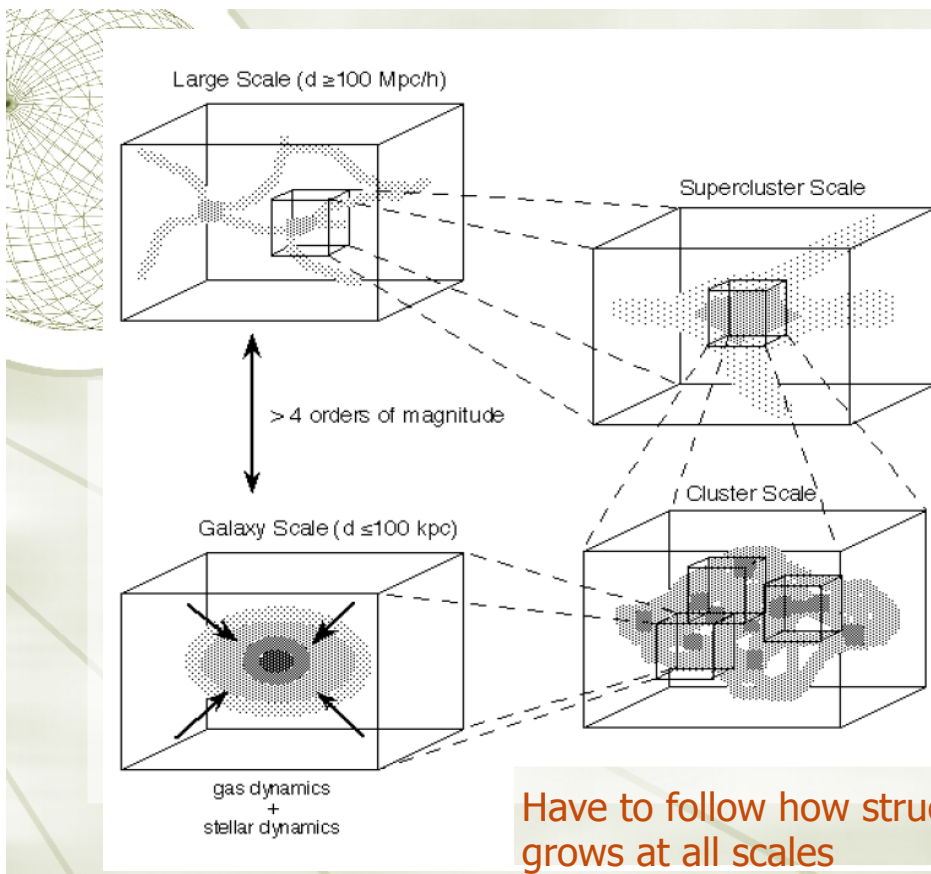 Large Scale (d ≥100 Mpc/h)
Supercluster Scale
> 4 orders of magnitude
Cluster Scale
Galaxy Scale (d ≤100 kpc)
gas dynamics
+
stellar dynamics
Have to follow how
grows at all scales